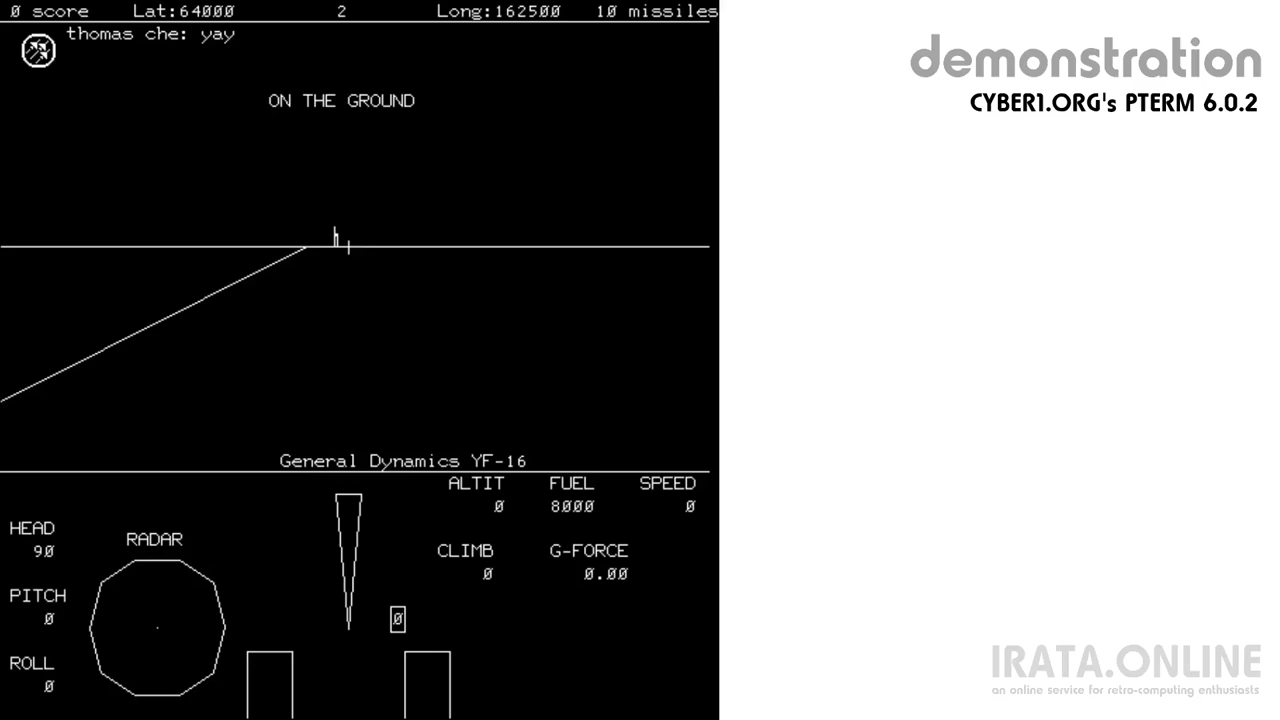 0 score Lat:64000 2 Long:162500 10 missiles
thomas che: yay
ON THE GROUND
General Dynamics YF-16
ALTIT FUEL SPEED
0 8000 0
HEAD
90
RADAR
CLIMB G-FORCE
0 0.00
PITCH
0
0
ROLL
0
demonstration
CYBER1.ORG's PTERM 6.0.2
IRATA.ONLINE
an online service for retro-computing enthusiasts